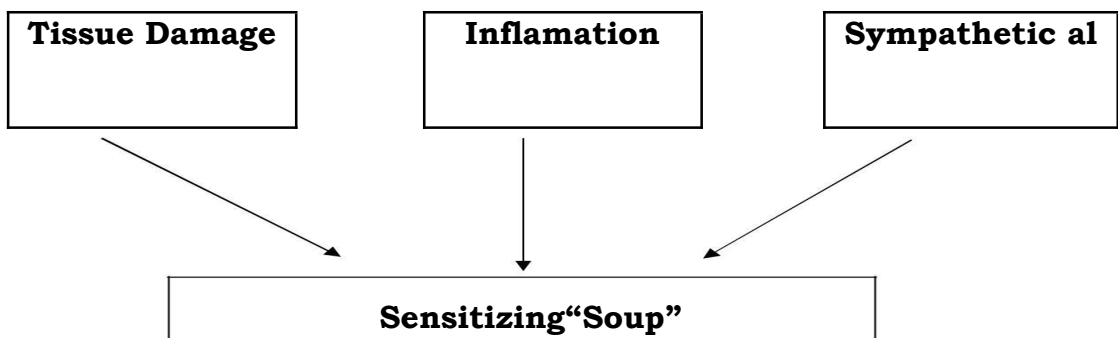 Tissue Damage
Inflamation
Sympathetic al
Sensitizing“Soup”